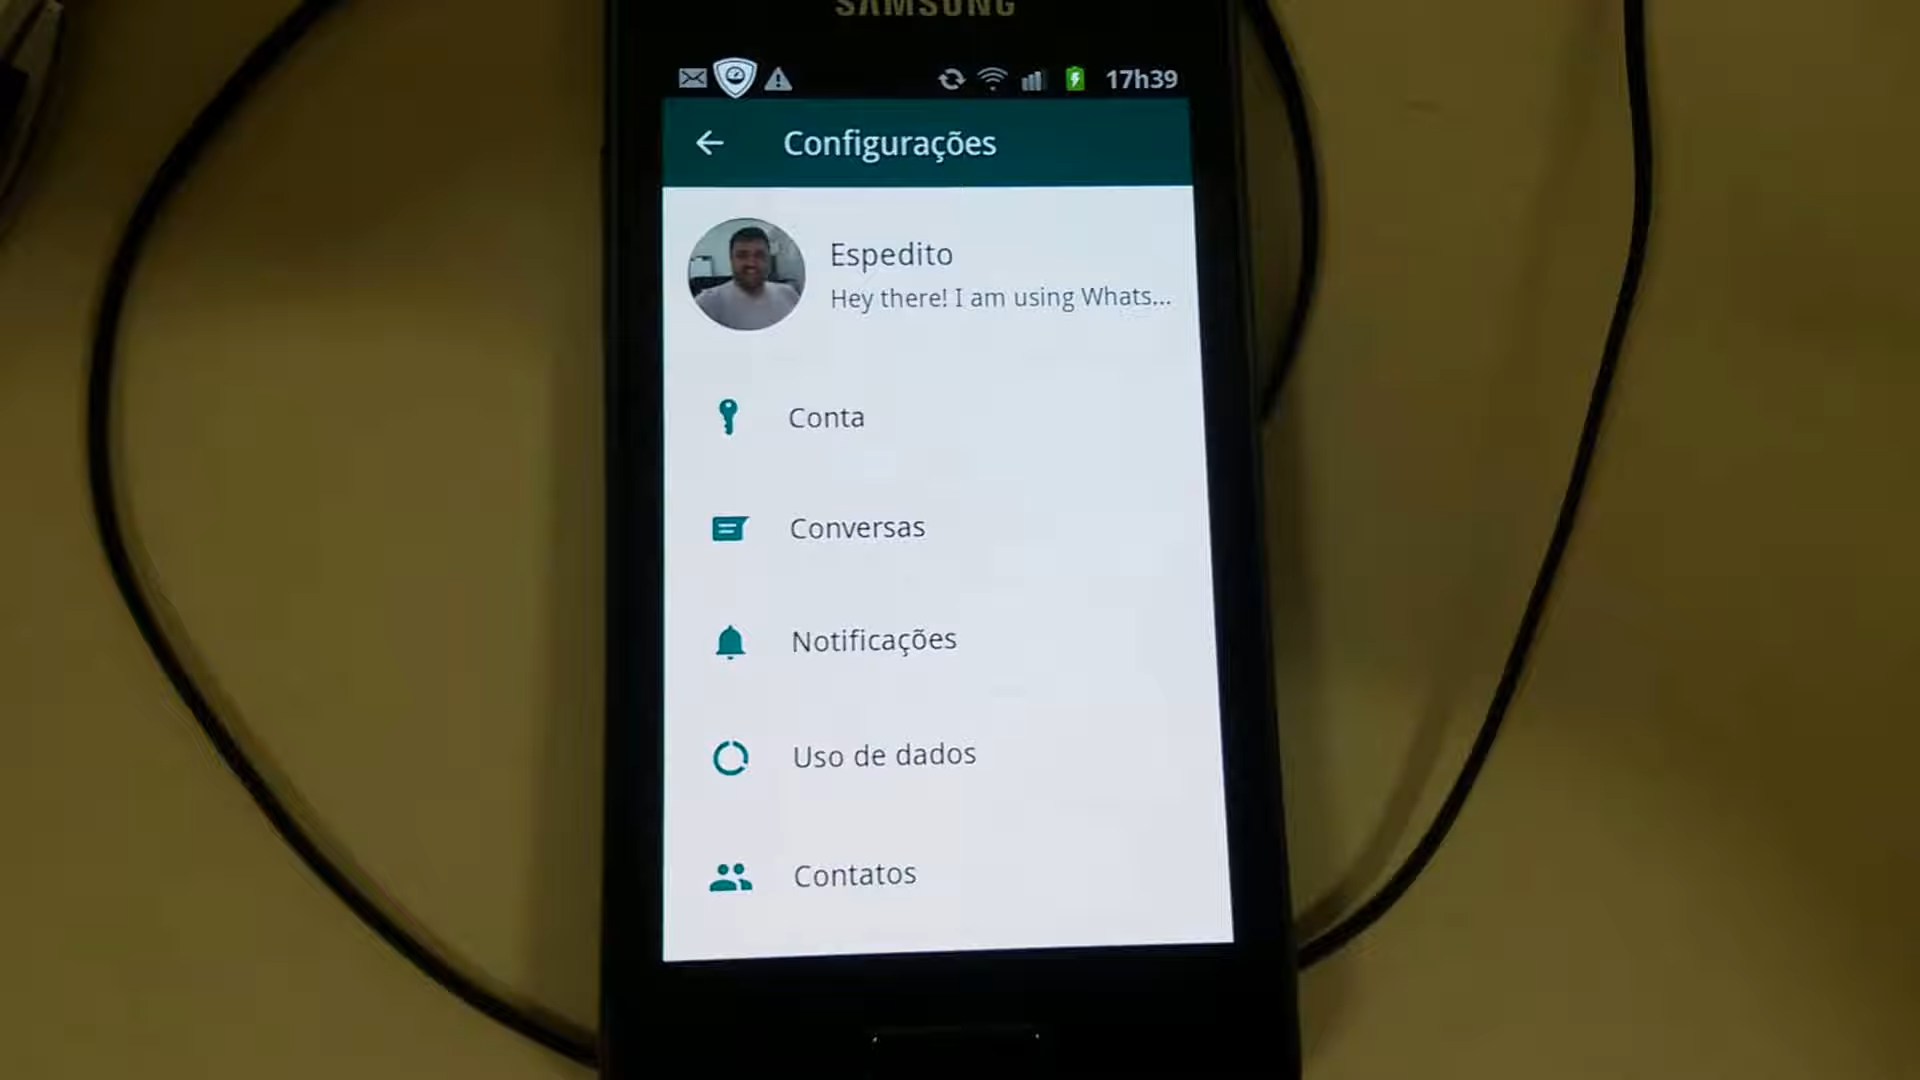 SAMSUNG
17h39
Configurações
Espedito
Hey there! I am using Whats...
Conta
Conversas
Notificações
Uso de dados
Contatos